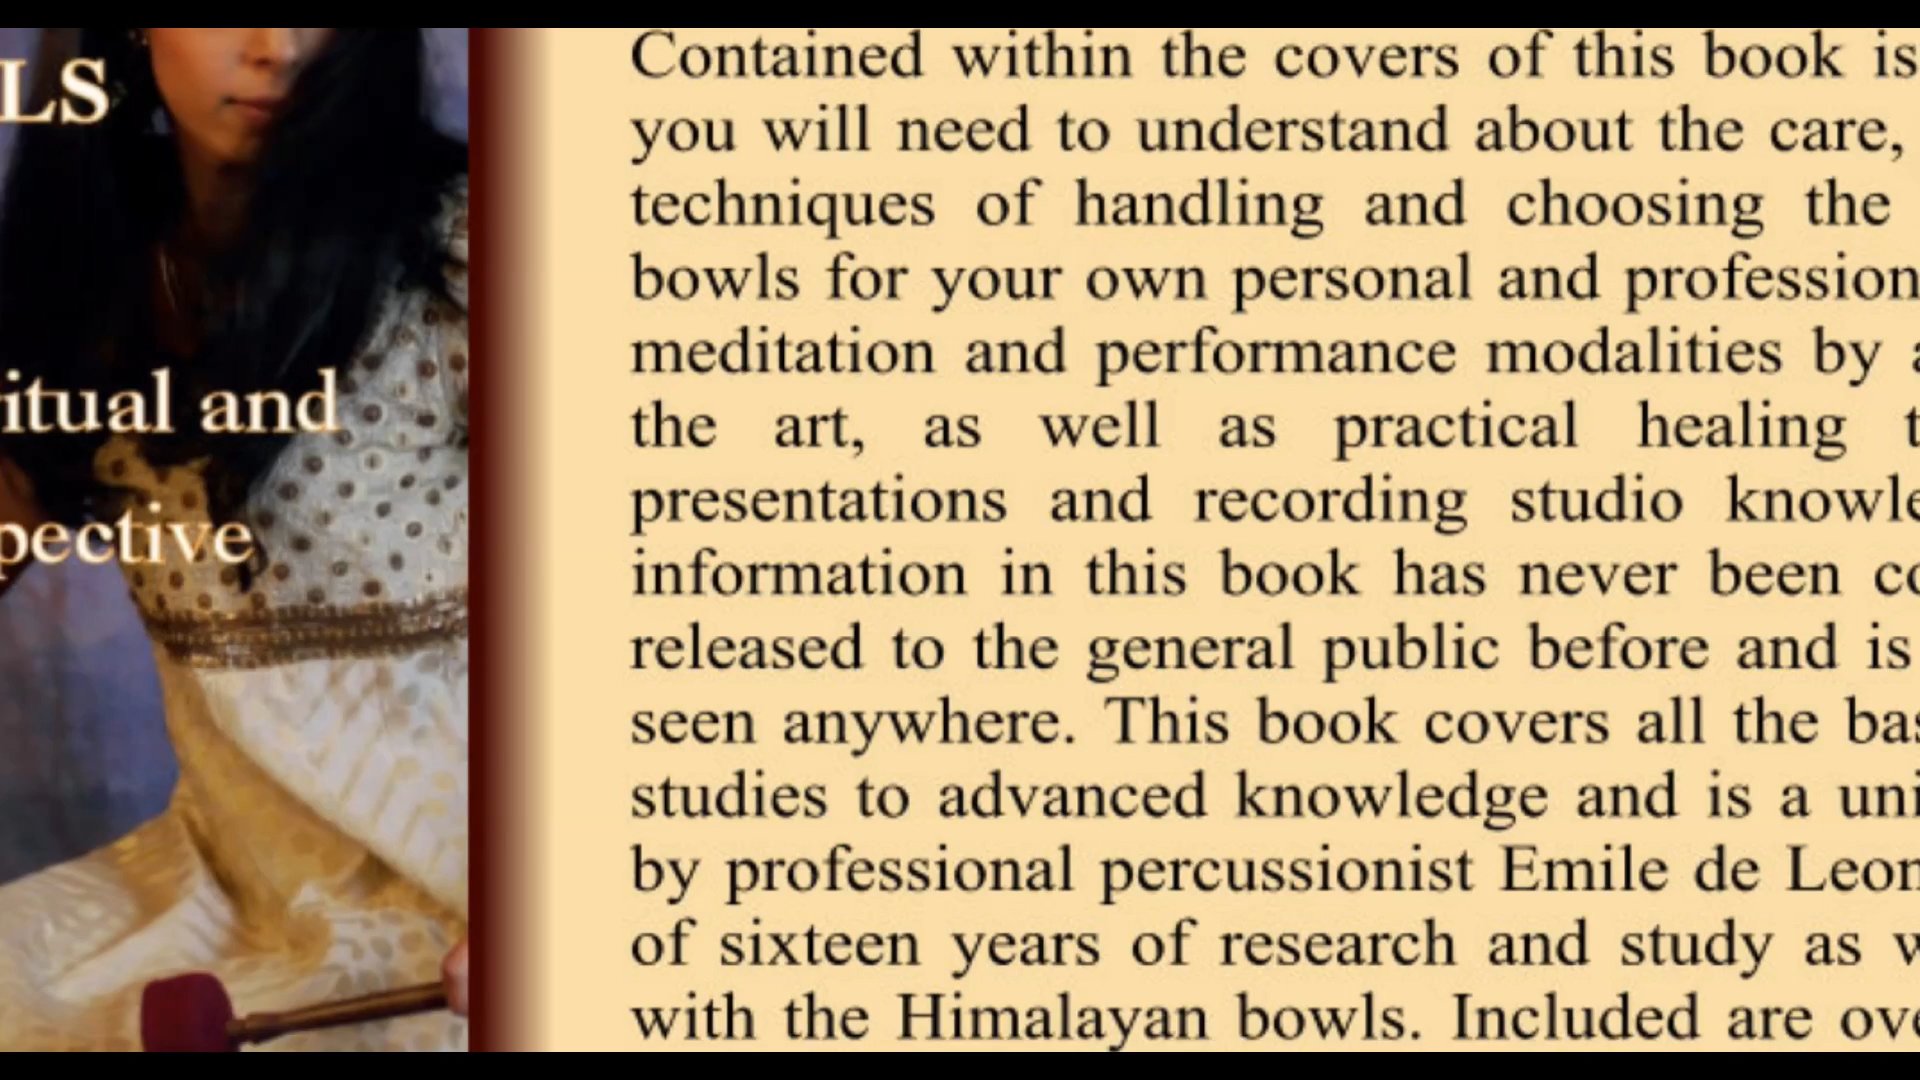 LS
itual and
pective
Contained within the covers of this book is
you will need to understand about the care,
techniques of handling and choosing the
bowls for your own personal and profession
meditation and performance modalities by a
the art, as well as practical healing t
presentations and recording studio knowle
information in this book has never been co
released to the general public before and is
seen anywhere. This book covers all the bas
studies to advanced knowledge and is a uni
by professional percussionist Emile de Leon
of sixteen years of research and study as w
with the Himalayan bowls. Included are ove